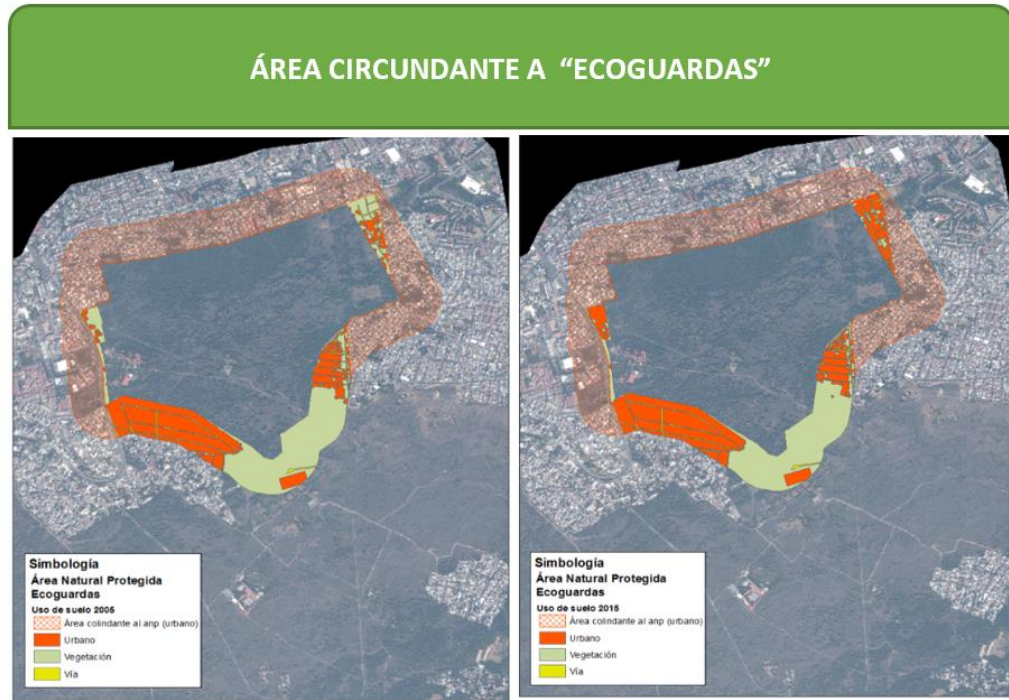 ÁREA CIRCUNDANTE A “ECOGUARDAS”
Simbología
Área Natural Protegida
Ecoguardas
Uso de suelo 2005
Área colindante al anp (urbano)
Urbano
Vegetación
Vía
Simbología
Área Natural Protegida
Ecoguardas
Uso de suelo 2015
Área colindante al anp (urbano)
Urbano
Vegetación
Vía